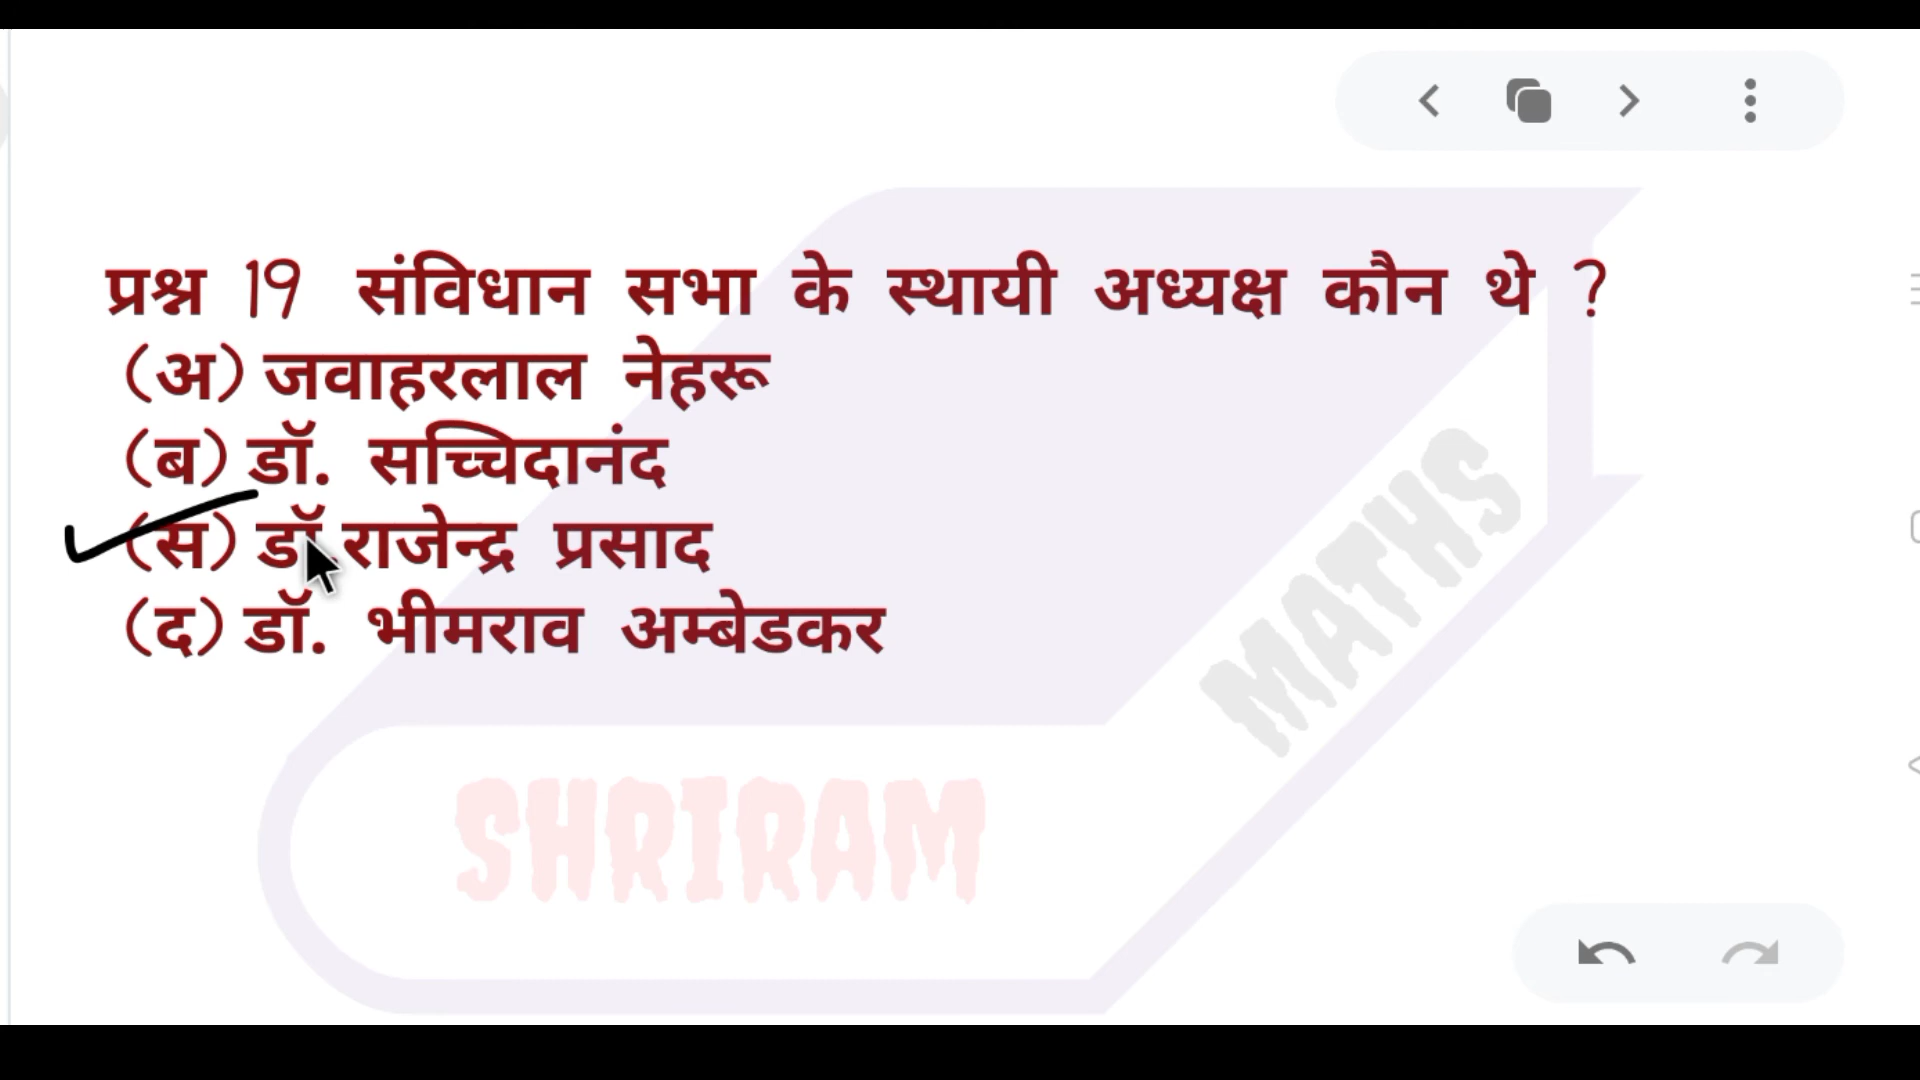 प्रश्न 19 संविधान सभा के स्थायी अध्यक्ष कौन थे ?
(अ) जवाहरलाल नेहरू
(ब) डॉ. सच्चिदानंद
(स) डॉ.राजेन्द्र प्रसाद
(द) डॉ. भीमराव अम्बेडकर
MATHS
SHRIRAM